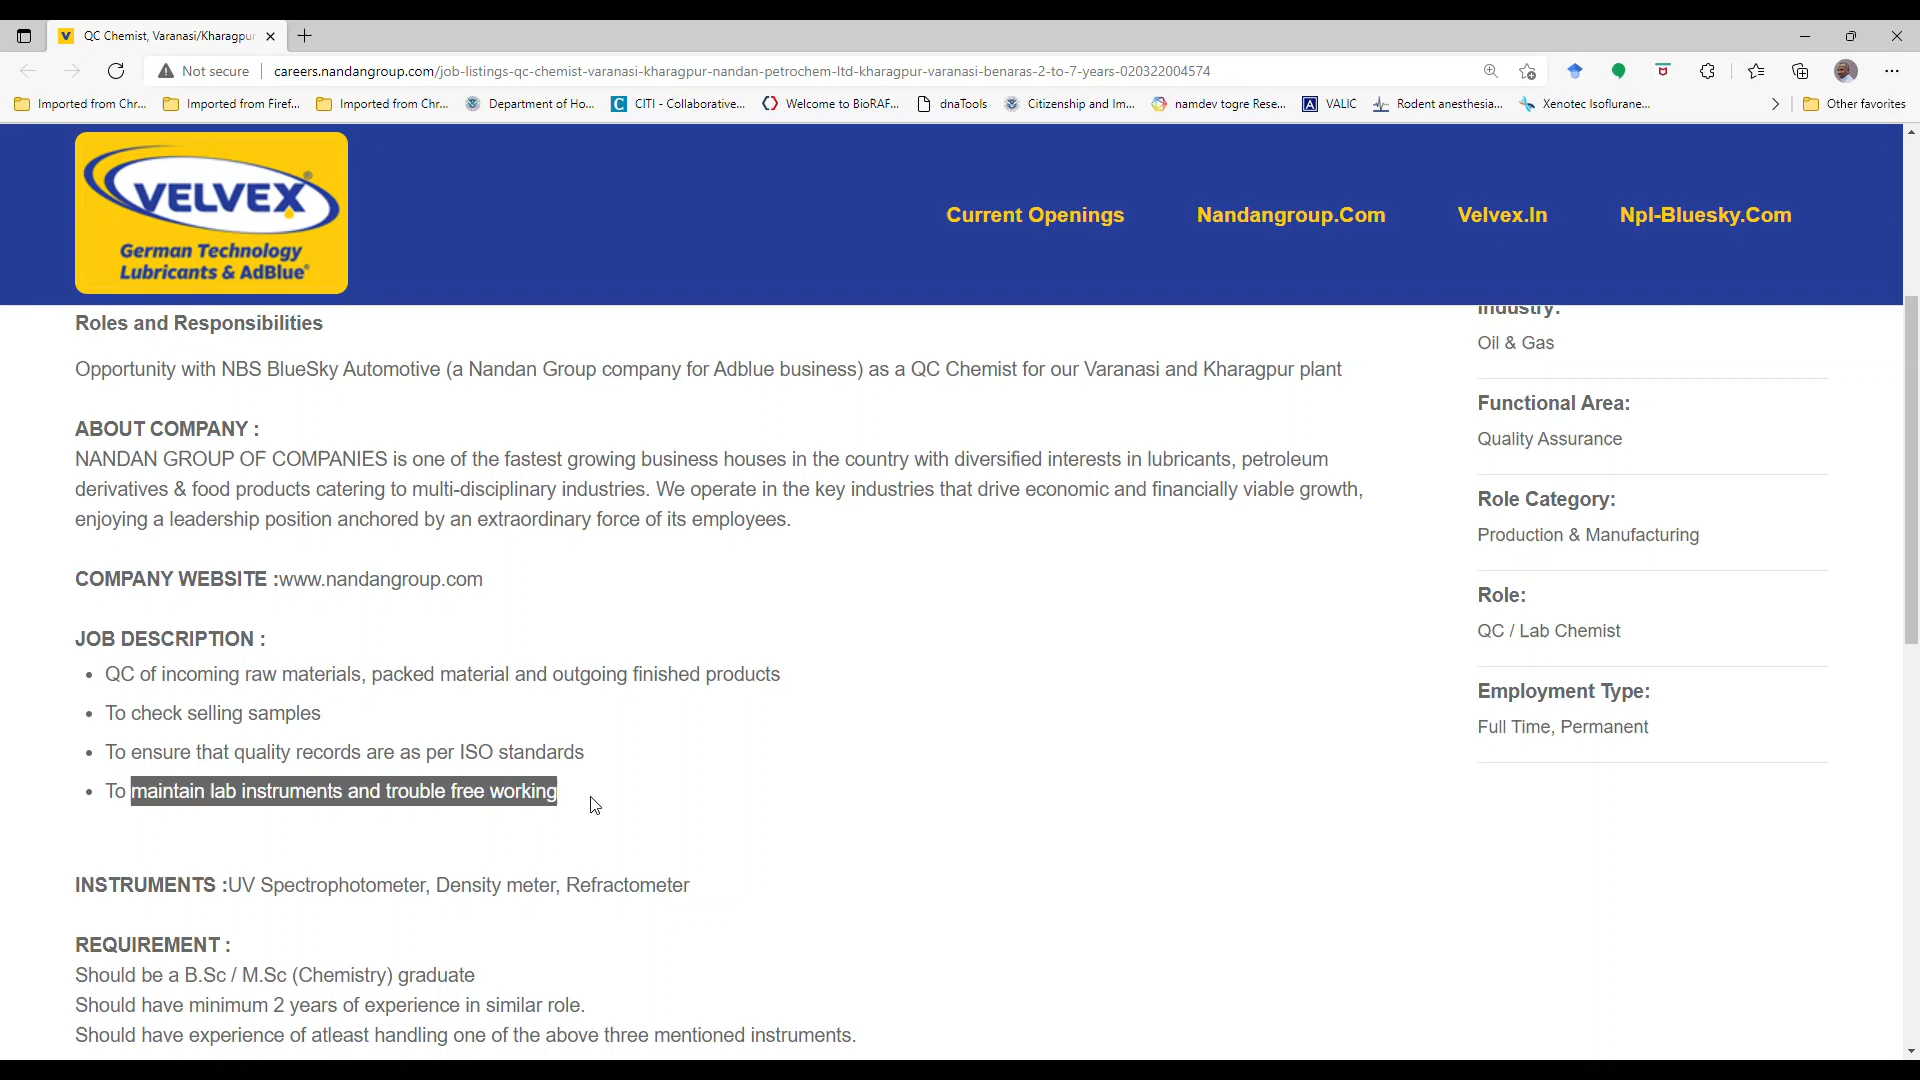 QC Chemist, Varanasi/Kharagpur
Not secure
careers.nandangroup.com/job-listings-qc-chemist-varanasi-kharagpur-nandan-petrochem-ltd-kharagpur-varanasi-benaras-2-to-7-years-020322004574
Imported from Chr... Imported from Firef... Imported from Chr... Department of Ho... CITI - Collaborative... Welcome to BioRAF... dnaTools Citizenship and Im... namdev togre Rese... VALIC Rodent anesthesia... Xenotec Isoflurane... Other favorites
VELVEX®
German Technology
Lubricants & AdBlue®
Current Openings Nandangroup.Com Velvex.In Npl-Bluesky.Com
Roles and Responsibilities
Opportunity with NBS BlueSky Automotive (a Nandan Group company for Adblue business) as a QC Chemist for our Varanasi and Kharagpur plant
ABOUT COMPANY :
NANDAN GROUP OF COMPANIES is one of the fastest growing business houses in the country with diversified interests in lubricants, petroleum
derivatives & food products catering to multi-disciplinary industries. We operate in the key industries that drive economic and financially viable growth,
enjoying a leadership position anchored by an extraordinary force of its employees.
COMPANY WEBSITE :www.nandangroup.com
JOB DESCRIPTION :
• QC of incoming raw materials, packed material and outgoing finished products
• To check selling samples
• To ensure that quality records are as per ISO standards
• To maintain lab instruments and trouble free working
INSTRUMENTS :UV Spectrophotometer, Density meter, Refractometer
REQUIREMENT :
Should be a B.Sc / M.Sc (Chemistry) graduate
Should have minimum 2 years of experience in similar role.
Should have experience of atleast handling one of the above three mentioned instruments.
Industry:
Oil & Gas
Functional Area:
Quality Assurance
Role Category:
Production & Manufacturing
Role:
QC / Lab Chemist
Employment Type:
Full Time, Permanent